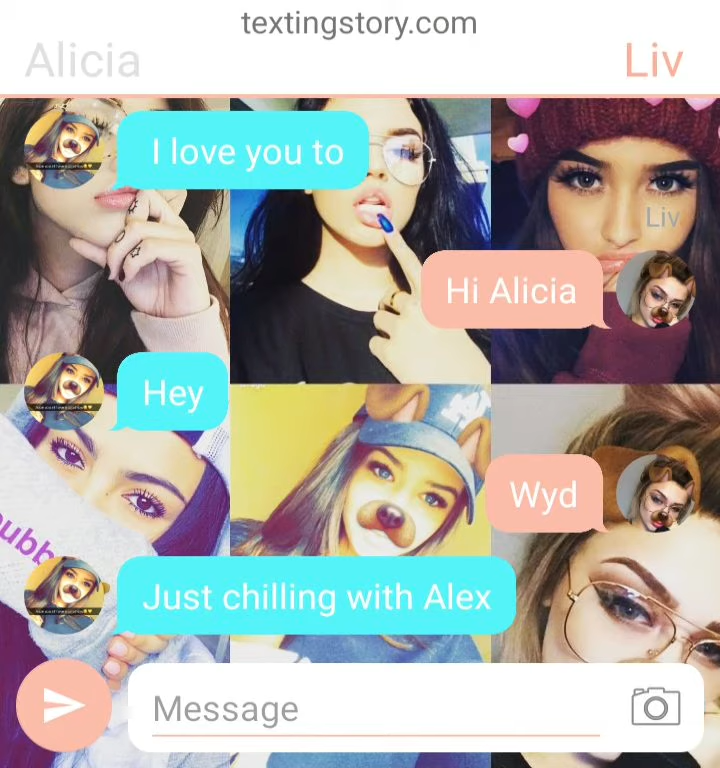 textingstory.com
Alicia
Liv
I love you to
Liv
Hi Alicia
Hey
Wyd
Just chilling with Alex
Message